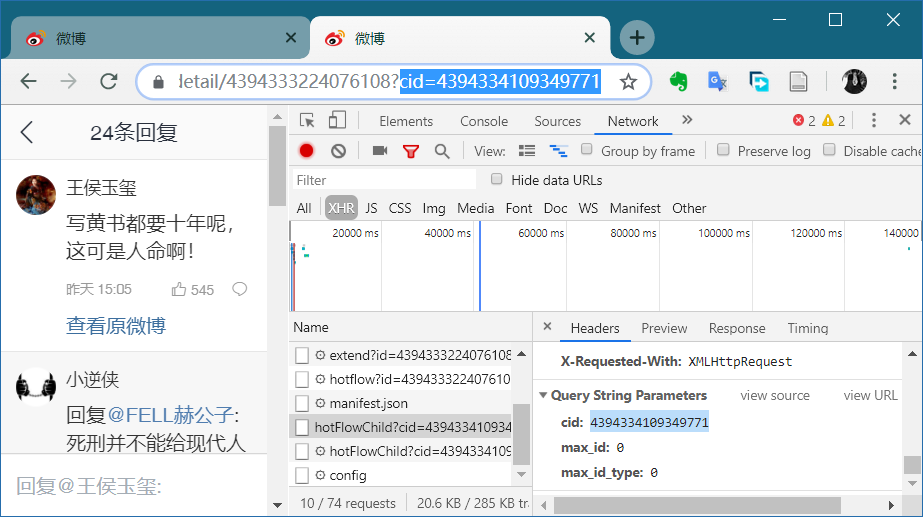 微博
微博
detail/4394333224076108?cid=4394334109349771
24条回复
王侯玉玺
写黄书都要十年呢，
这可是人命啊！
昨天 15:05
545
查看原微博
小逆侠
回复@FELL赫公子:
死刑并不能给现代人
回复@王侯玉玺:
Elements Console Sources Network » 2 2
View: Group by frame Preserve log Disable cache
Filter Hide data URLs
All XHR JS CSS Img Media Font Doc WS Manifest Other
20000 ms 40000 ms 60000 ms 80000 ms 100000 ms 120000 ms 140000
Name
extend?id=4394333224076108
hotflow?id=439433322407610
manifest.json
hotFlowChild?cid=439433410934
hotFlowChild?cid=43943341093
config
10 / 74 requests 20.6 KB / 285 KB tr
× Headers Preview Response Timing
X-Requested-With: XMLHttpRequest
Query String Parameters view source view URL
cid: 4394334109349771
max_id: 0
max_id_type: 0